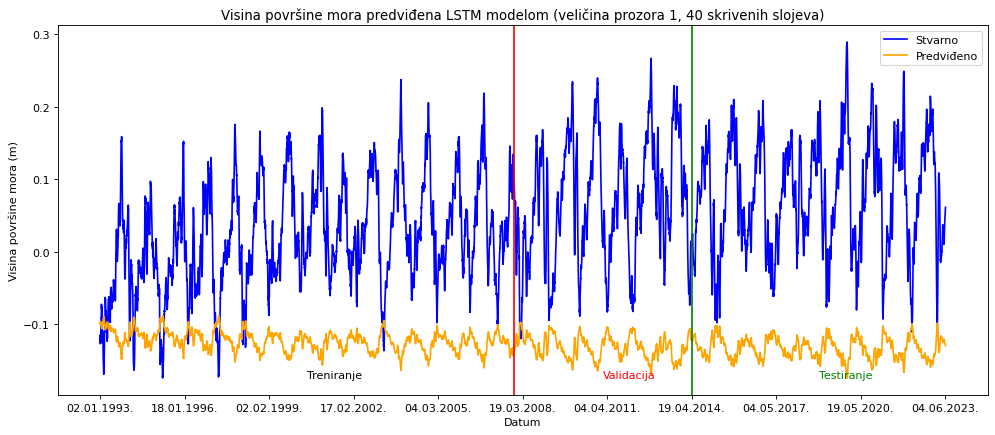 Visina površine mora predviđena LSTM modelom (veličina prozora 1, 40 skrivenih slojeva)
Stvarno
Predviđeno
Visina površine mora (m)
0.3
0.2
0.1
0.0
−0.1
Treniranje
Validacija
Testiranje
02.01.1993.
18.01.1996.
02.02.1999.
17.02.2002.
04.03.2005.
19.03.2008.
04.04.2011.
19.04.2014.
04.05.2017.
19.05.2020.
04.06.2023.
Datum